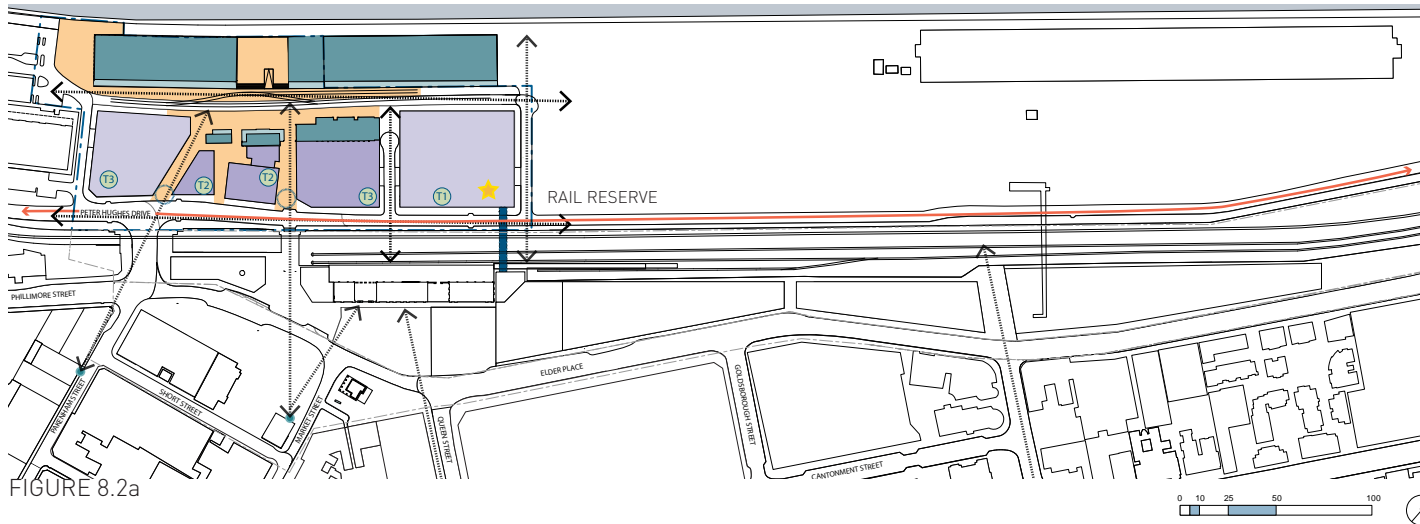 T3
T2
T2
T3
T1
RAIL RESERVE
PETER HUGHES DRIVE
PHILLIMORE STREET
PAKENHAM STREET
SHORT STREET
MARKET STREET
QUEEN STREET
ELDER PLACE
GOLDSBOROUGH STREET
CANTONMENT STREET
FIGURE 8.2a
0 10 25 50 100